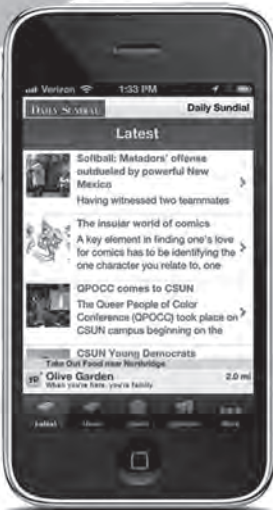 Verizon 1:33 PM
DAILY SUNDIAL Daily Sundial
Latest
Softball: Matadors' offense
outdueled by powerful New
Mexico
Having witnessed two teammates
The insular world of comics
A key element in finding one's love
for comics has to be identifying the
one character you relate to, one
QPOCC comes to CSUN
The Queer People of Color
Conference (QPOCC) took place on
CSUN campus beginning on the
CSUN Young Democrats
Take Out Food near Northridge
YP Olive Garden 2.0 mi
When you're here, you're family
Latest More